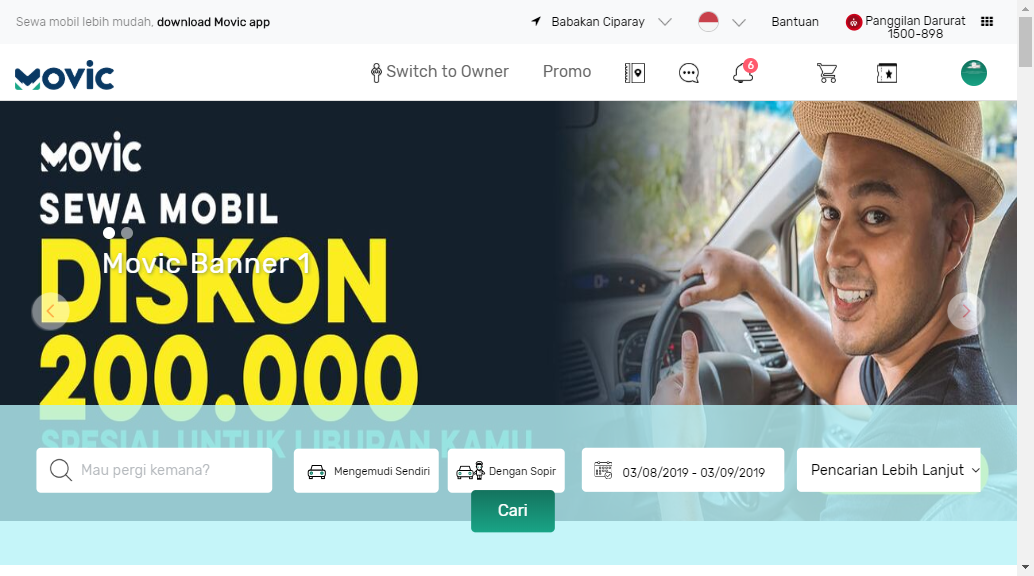 Sewa mobil lebih mudah, download Movic app
Babakan Ciparay
Bantuan
Panggilan Darurat
1500-898
MOVIC
Switch to Owner
Promo
6
MOVIC
SEWA MOBIL
DISKON
Movic Banner 1
200.000
SPESIAL UNTUK LIBURAN KAMU
Mau pergi kemana?
Mengemudi Sendiri
Dengan Sopir
03/08/2019 - 03/09/2019
Pencarian Lebih Lanjut
Cari